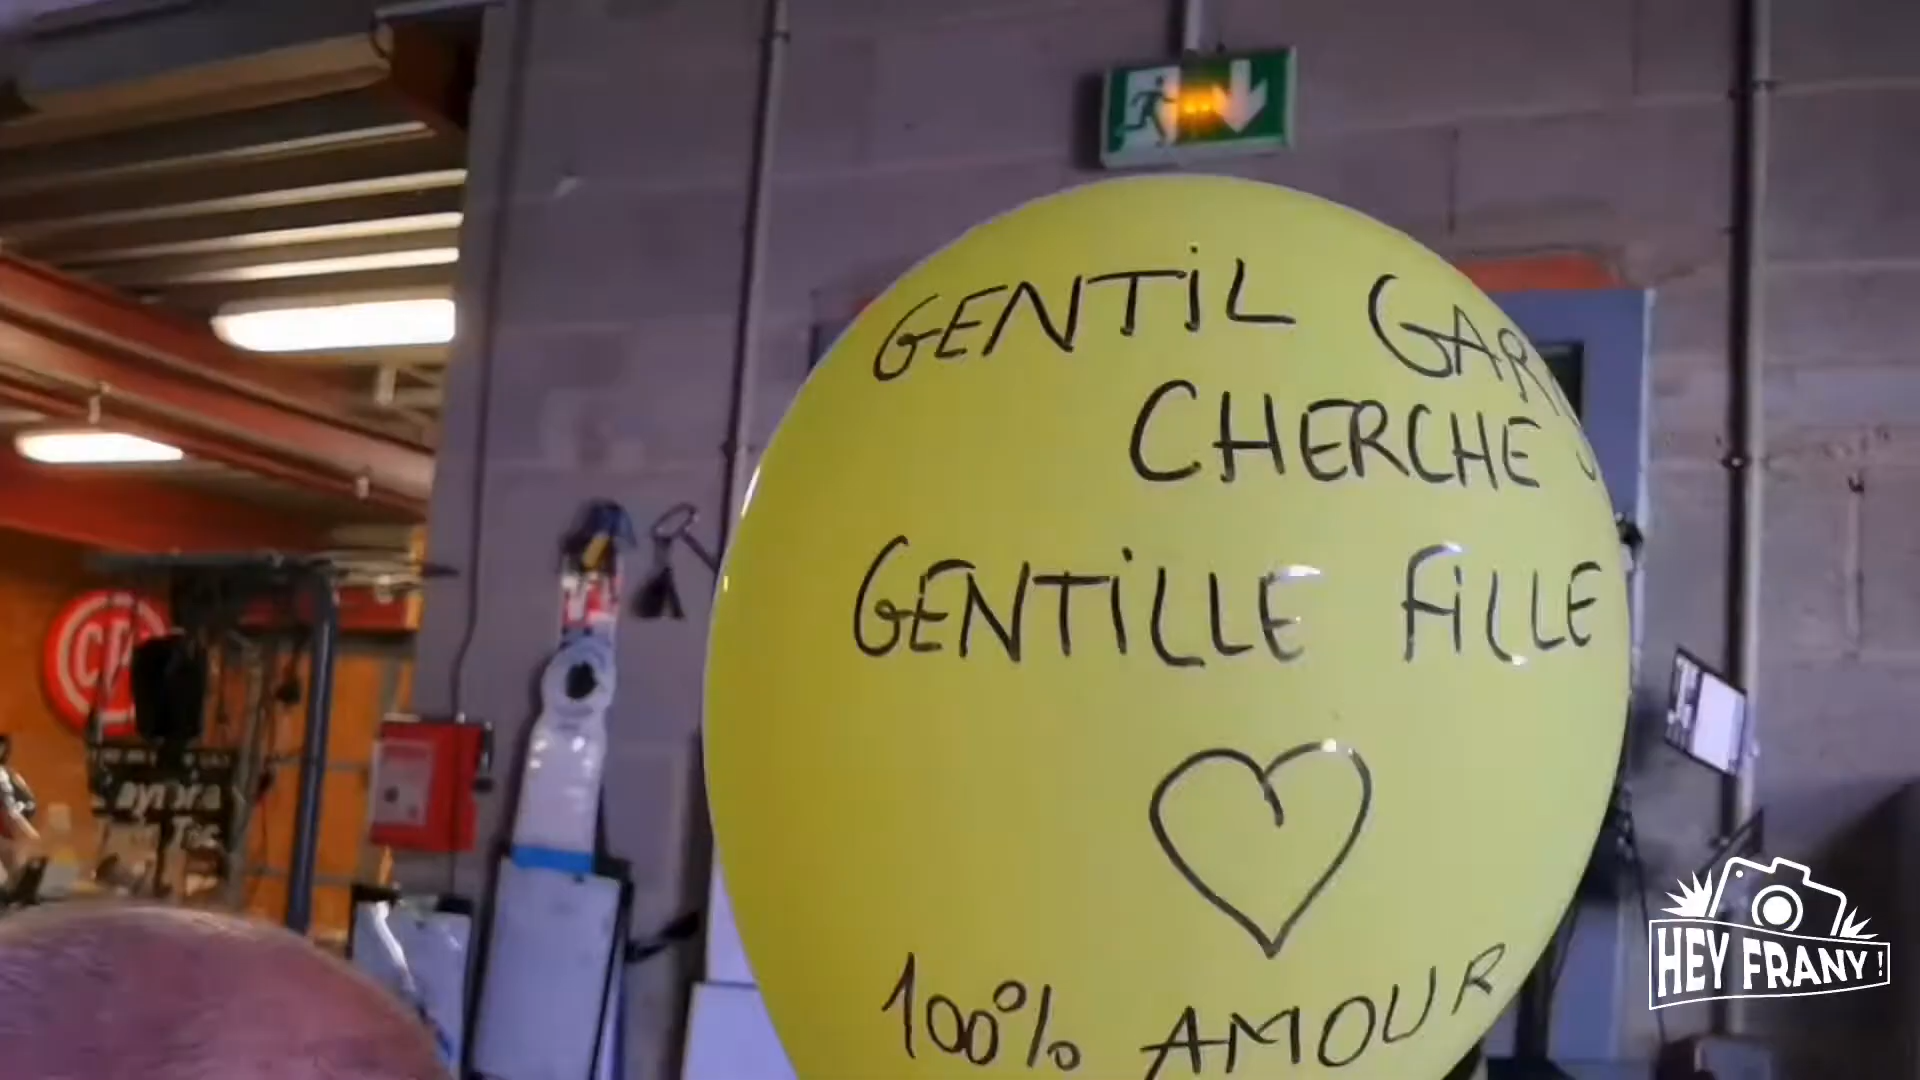 GENTIL
CHERCHE
GENTILLE FILLE
100% AMOUR
HEY FRANY!